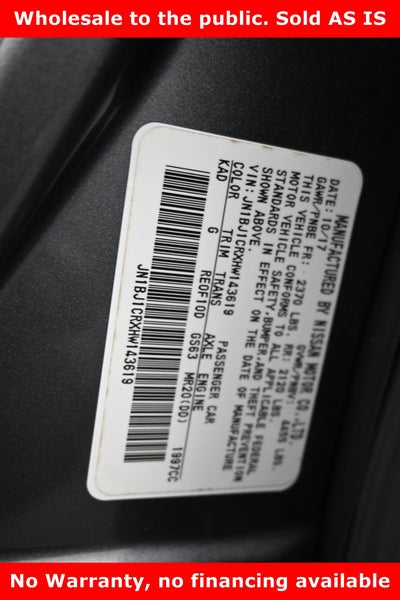 Wholesale to the public. Sold AS IS
MANUFACTURED BY NISSAN MOTOR CO.,LTD.
DATE: 10/17 GVWR/PNBV: 4495 LBS.
GAWR/PNBE FR: 2370 LBS. RR: 2120 LBS.
THIS VEHICLE CONFORMS TO ALL APPLICABLE FEDERAL
MOTOR VEHICLE SAFETY,BUMPER,AND THEFT PREVENTION
STANDARDS IN EFFECT ON THE DATE OF MANUFACTURE
SHOWN ABOVE.
VIN: JN1BJ1CRXHW143619 PASSENGER CAR
COLOR TRIM TRANS AXLE ENGINE
KAD G RE0F10D GS63 MR20(DD) 1997CC
JN1BJ1CRXHW143619
No Warranty, no financing available